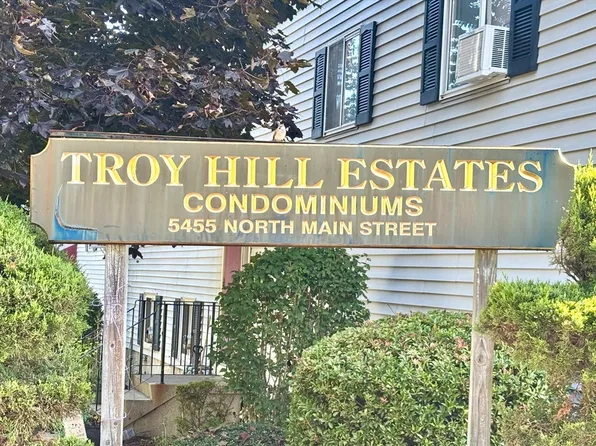 TROY HILL ESTATES
CONDOMINIUMS
5455 NORTH MAIN STREET